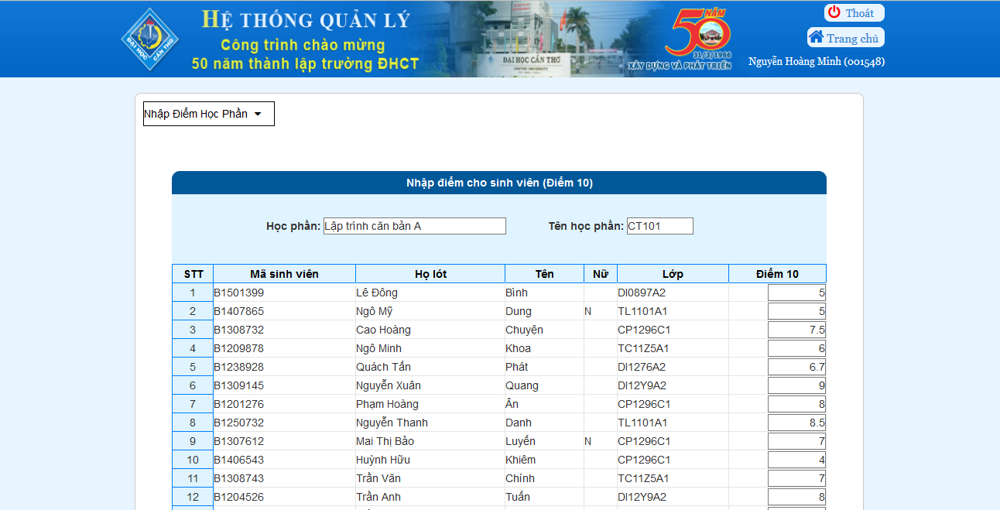 HỆ THỐNG QUẢN LÝ
Công trình chào mừng
50 năm thành lập trường ĐHCT
ĐẠI HỌC CẦN THƠ
ĐẠI HỌC CẦN THƠ
CANTHO UNIVERSITY
50 NĂM
31/3/1966
XÂY DỰNG VÀ PHÁT TRIỂN
Thoát
Trang chủ
Nguyễn Hoàng Minh (001548)
Nhập Điểm Học Phần
Nhập điểm cho sinh viên (Điểm 10)
Học phần: Lập trình căn bản A Tên học phần: CT101
STT Mã sinh viên Họ lót Tên Nữ Lớp Điểm 10
1 B1501399 Lê Đông Bình DI0897A2 5
2 B1407865 Ngô Mỹ Dung N TL1101A1 5
3 B1308732 Cao Hoàng Chuyện CP1296C1 7.5
4 B1209878 Ngô Minh Khoa TC11Z5A1 6
5 B1238928 Quách Tấn Phát DI1276A2 6.7
6 B1309145 Nguyễn Xuân Quang DI12Y9A2 9
7 B1201276 Phạm Hoàng Ân CP1296C1 8
8 B1250732 Nguyễn Thanh Danh TL1101A1 8.5
9 B1307612 Mai Thị Bảo Luyến N CP1296C1 7
10 B1406543 Huỳnh Hữu Khiêm CP1296C1 4
11 B1308743 Trần Văn Chính TC11Z5A1 7
12 B1204526 Trần Anh Tuấn DI12Y9A2 8